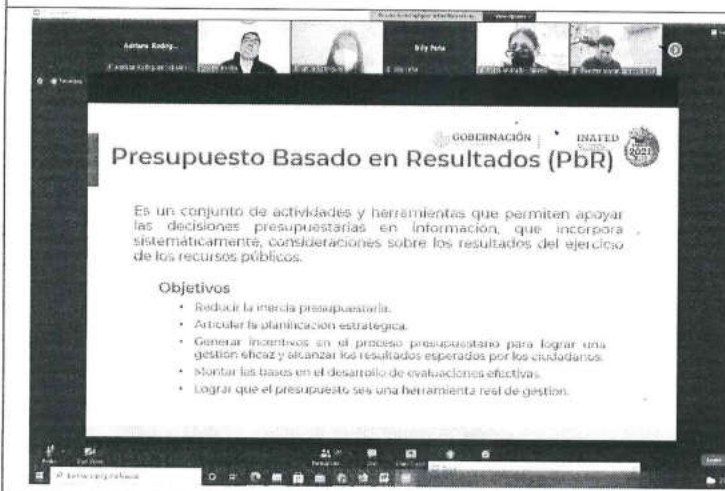 Adriana Rodrig...
Billy Peña
GOBERNACIÓN
INAFED
2021
Presupuesto Basado en Resultados (PbR)
Es un conjunto de actividades y herramientas que permiten apoyar
las decisiones presupuestarias en información, que incorpora
sistemáticamente, consideraciones sobre los resultados del ejercicio
de los recursos públicos.
Objetivos
• Reducir la inercia presupuestaria.
• Articular la planificación estratégica.
• Generar incentivos en el proceso presupuestario para lograr una
gestión eficaz y alcanzar los resultados esperados por los ciudadanos.
• Montar las bases en el desarrollo de evaluaciones efectivas.
• Lograr que el presupuesto sea una herramienta real de gestión.